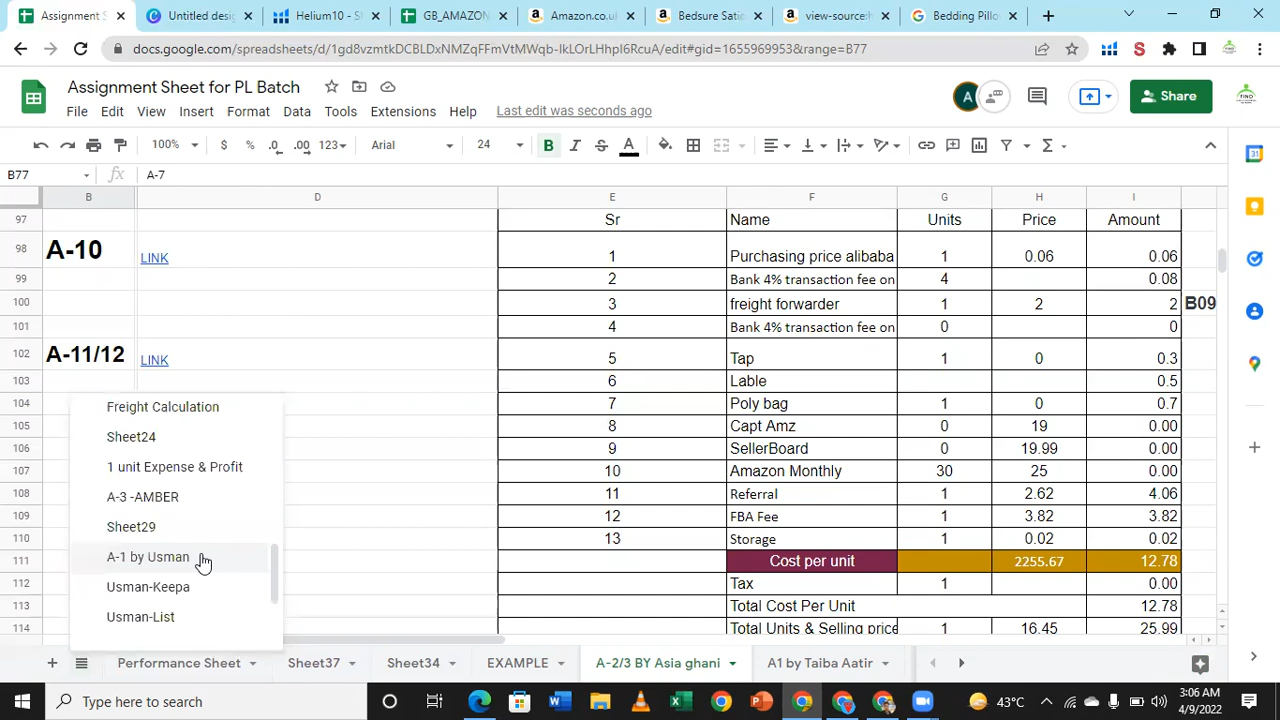 Assignment Sheet
Untitled desi
Helium10 - S
GB_AMAZON
Amazon.co.uk
Bedsure Sati
view-source:h
Bedding Pillo
docs.google.com/spreadsheets/d/1gd8vzmtkDCBLDxNMZqFFmVtMWqb-IkLOrLHhpI6RcuA/edit#gid=1655969953&range=B77
Assignment Sheet for PL Batch
File Edit View Insert Format Data Tools Extensions Help Last edit was seconds ago
A
Share
100% $ % .0 .00 123 Arial 24 B I S A
B77 fx A-7
B D E F G H I
97 Sr Name Units Price Amount
98 A-10 LINK 1 Purchasing price alibaba 1 0.06 0.06
99 2 Bank 4% transaction fee on 4 0.08
100 3 freight forwarder 1 2 2 B09
101 4 Bank 4% transaction fee on 0 0
102 A-11/12 LINK 5 Tap 1 0 0.3
103 6 Lable 0.5
104 Freight Calculation 7 Poly bag 1 0 0.7
105 Sheet24 8 Capt Amz 0 19 0.00
106 9 SellerBoard 0 19.99 0.00
107 1 unit Expense & Profit 10 Amazon Monthly 30 25 0.00
108 A-3 -AMBER 11 Referral 1 2.62 4.06
109 Sheet29 12 FBA Fee 1 3.82 3.82
110 13 Storage 1 0.02 0.02
111 A-1 by Usman Cost per unit 2255.67 12.78
112 Usman-Keepa Tax 1 0.00
113 Usman-List Total Cost Per Unit 12.78
114 Total Units & Selling price 1 16.45 25.99
Performance Sheet Sheet37 Sheet34 EXAMPLE A-2/3 BY Asia ghani A1 by Taiba Aatir
Type here to search
43°C
3:06 AM
4/9/2022